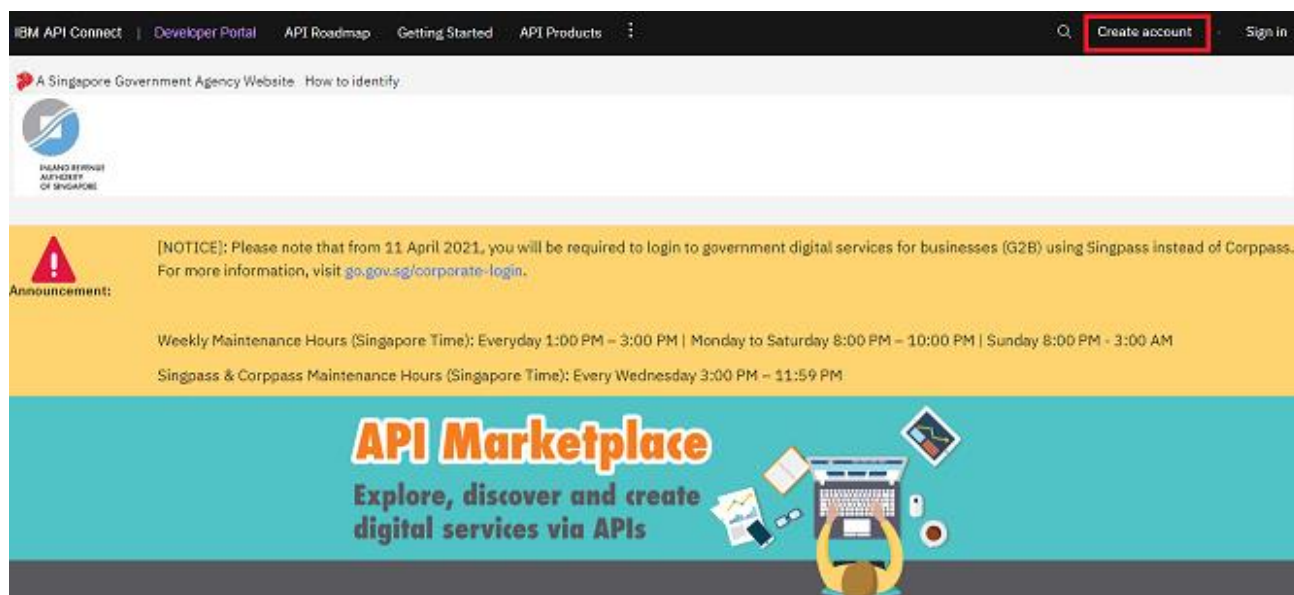 IBM API Connect | Developer Portal API Roadmap Getting Started API Products Create account Sign in
A Singapore Government Agency Website How to identify
INLAND REVENUE
AUTHORITY
OF SINGAPORE
[NOTICE]: Please note that from 11 April 2021, you will be required to login to government digital services for businesses (G2B) using Singpass instead of Corppass.
For more information, visit go.gov.sg/corporate-login.
Announcement:
Weekly Maintenance Hours (Singapore Time): Everyday 1:00 PM – 3:00 PM | Monday to Saturday 8:00 PM – 10:00 PM | Sunday 8:00 PM - 3:00 AM
Singpass & Corppass Maintenance Hours (Singapore Time): Every Wednesday 3:00 PM – 11:59 PM
API Marketplace
Explore, discover and create
digital services via APIs